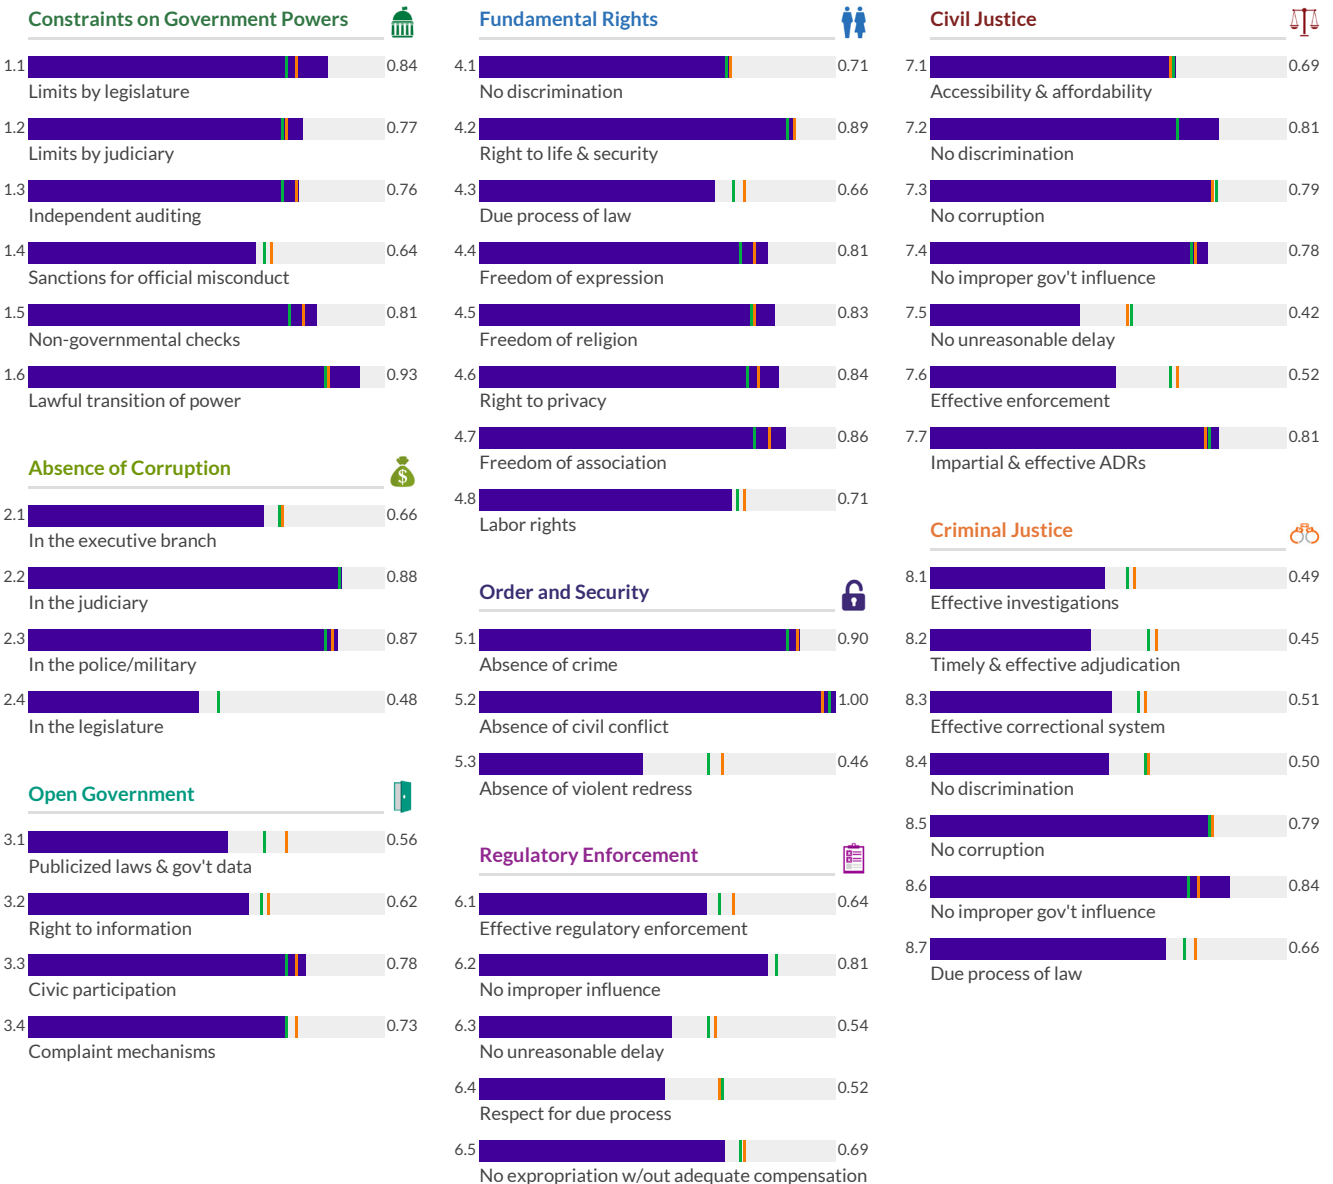 Constraints on Government Powers
1.1 0.84
Limits by legislature
1.2 0.77
Limits by judiciary
1.3 0.76
Independent auditing
1.4 0.64
Sanctions for official misconduct
1.5 0.81
Non-governmental checks
1.6 0.93
Lawful transition of power
Absence of Corruption
$
2.1 0.66
In the executive branch
2.2 0.88
In the judiciary
2.3 0.87
In the police/military
2.4 0.48
In the legislature
Open Government
3.1 0.56
Publicized laws & gov't data
3.2 0.62
Right to information
3.3 0.78
Civic participation
3.4 0.73
Complaint mechanisms
Fundamental Rights
4.1 0.71
No discrimination
4.2 0.89
Right to life & security
4.3 0.66
Due process of law
4.4 0.81
Freedom of expression
4.5 0.83
Freedom of religion
4.6 0.84
Right to privacy
4.7 0.86
Freedom of association
4.8 0.71
Labor rights
Order and Security
5.1 0.90
Absence of crime
5.2 1.00
Absence of civil conflict
5.3 0.46
Absence of violent redress
Regulatory Enforcement
6.1 0.64
Effective regulatory enforcement
6.2 0.81
No improper influence
6.3 0.54
No unreasonable delay
6.4 0.52
Respect for due process
6.5 0.69
No expropriation w/out adequate compensation
Civil Justice
7.1 0.69
Accessibility & affordability
7.2 0.81
No discrimination
7.3 0.79
No corruption
7.4 0.78
No improper gov't influence
7.5 0.42
No unreasonable delay
7.6 0.52
Effective enforcement
7.7 0.81
Impartial & effective ADRs
Criminal Justice
8.1 0.49
Effective investigations
8.2 0.45
Timely & effective adjudication
8.3 0.51
Effective correctional system
8.4 0.50
No discrimination
8.5 0.79
No corruption
8.6 0.84
No improper gov't influence
8.7 0.66
Due process of law